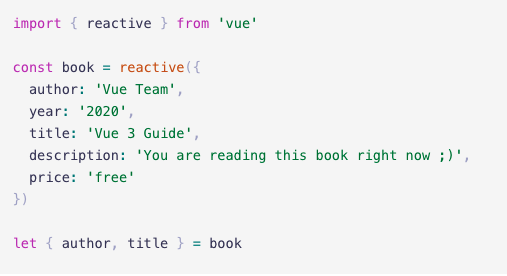 import { reactive } from 'vue'
const book = reactive({
author: 'Vue Team',
year: '2020',
title: 'Vue 3 Guide',
description: 'You are reading this book right now ;)',
price: 'free'
})
let { author, title } = book